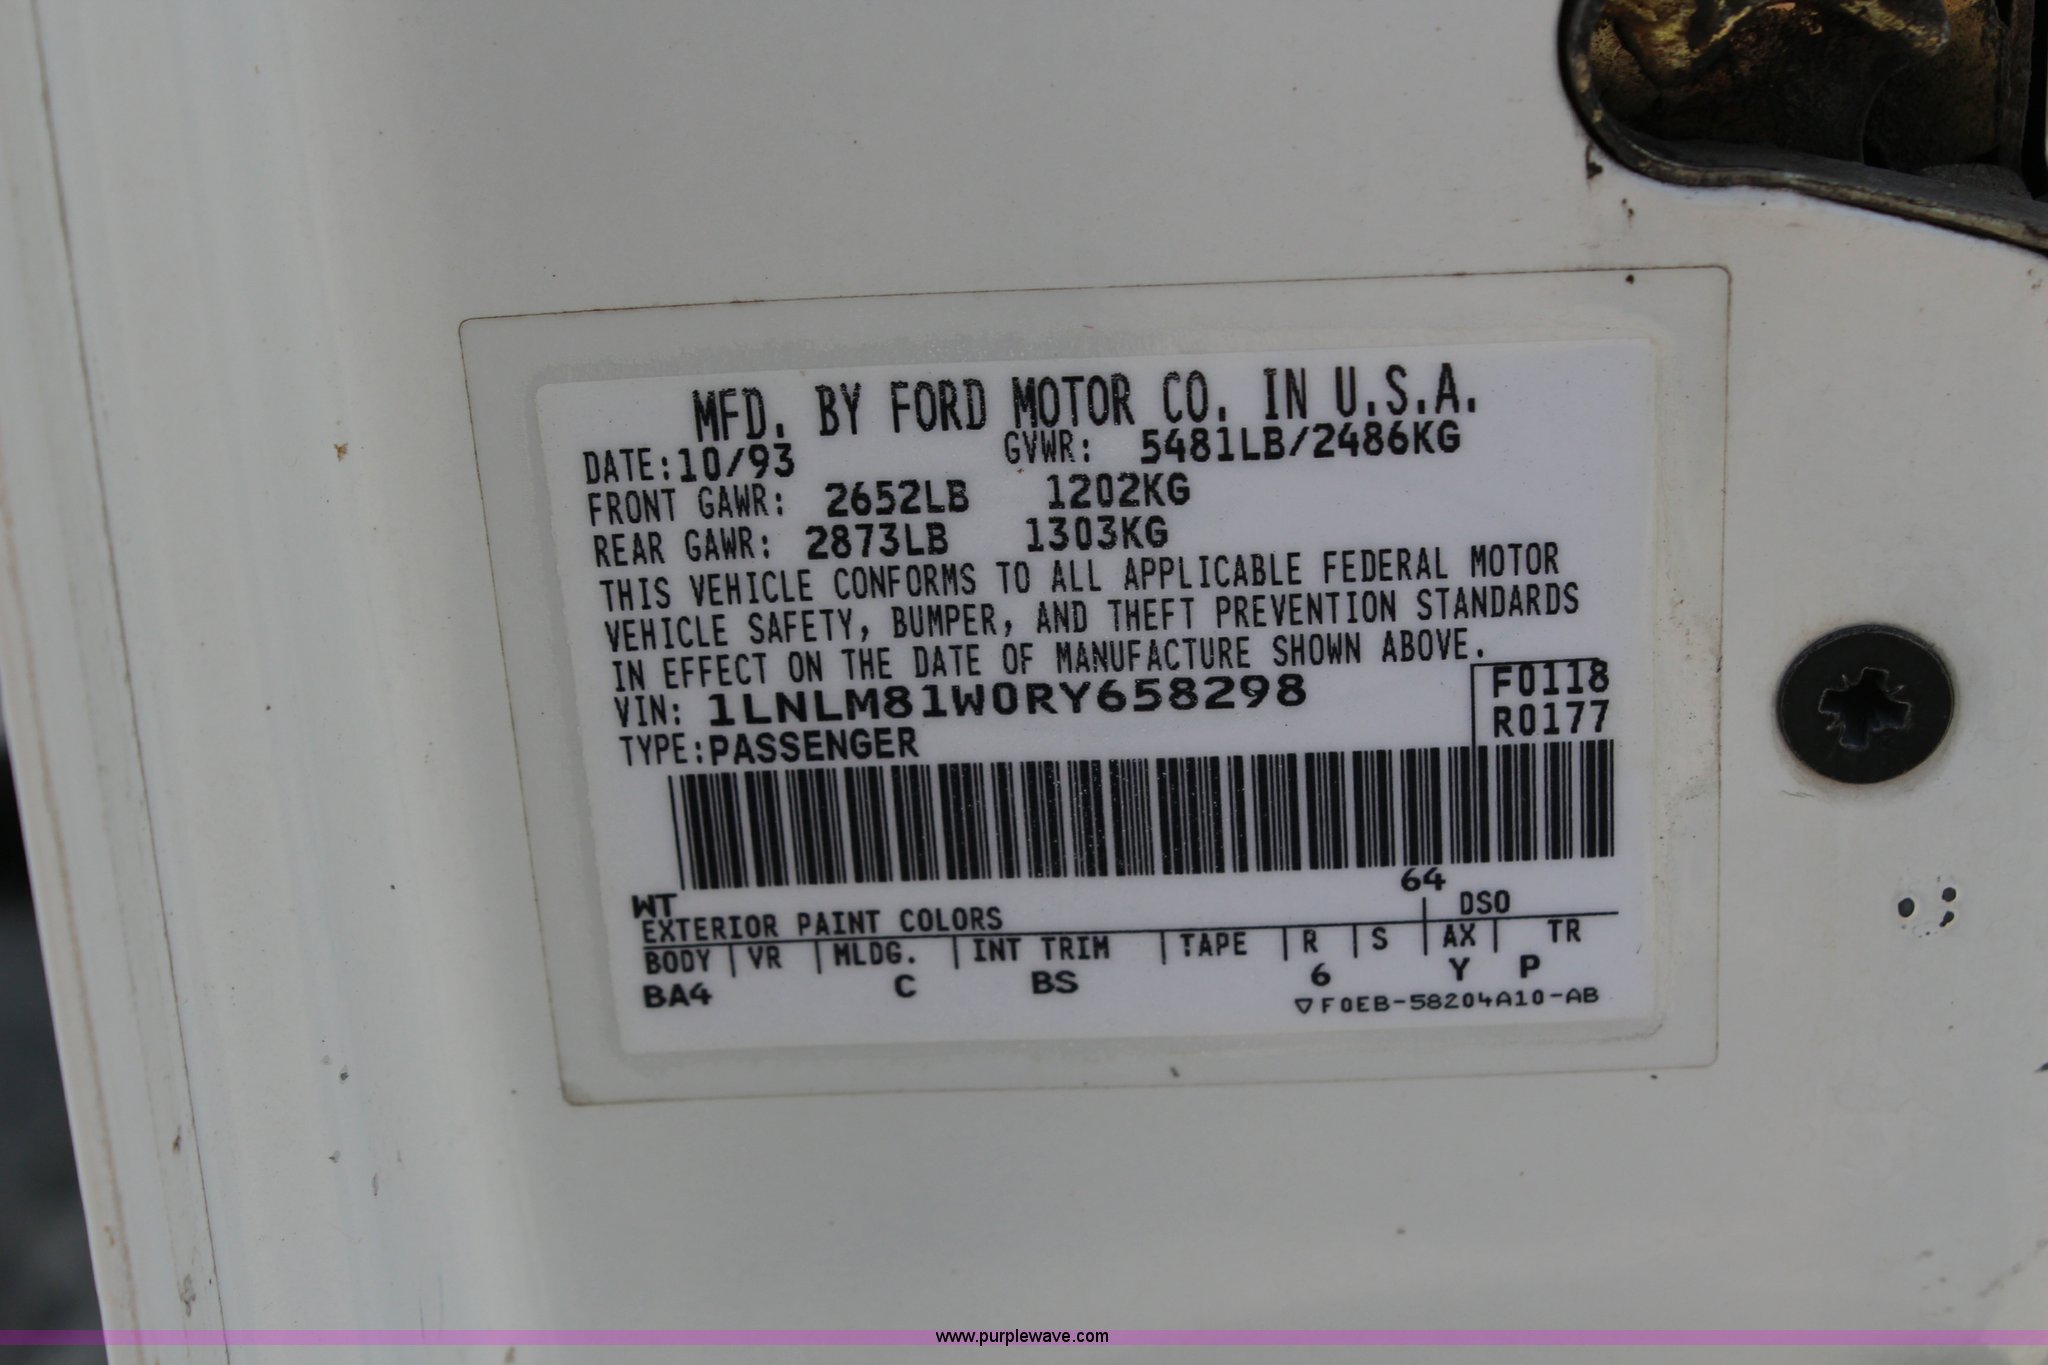 MFD. BY FORD MOTOR CO. IN U.S.A.
DATE:10/93 GVWR: 5481LB/2486KG
FRONT GAWR: 2652LB 1202KG
REAR GAWR: 2873LB 1303KG
THIS VEHICLE CONFORMS TO ALL APPLICABLE FEDERAL MOTOR
VEHICLE SAFETY, BUMPER, AND THEFT PREVENTION STANDARDS
IN EFFECT ON THE DATE OF MANUFACTURE SHOWN ABOVE.
VIN: 1LNLM81W0RY658298 F0118
TYPE:PASSENGER R0177
WT 64
EXTERIOR PAINT COLORS DSO
BODY VR MLDG. INT TRIM TAPE R S AX TR
BA4 C BS 6 Y P
▽F0EB-58204A10-AB
www.purplewave.com